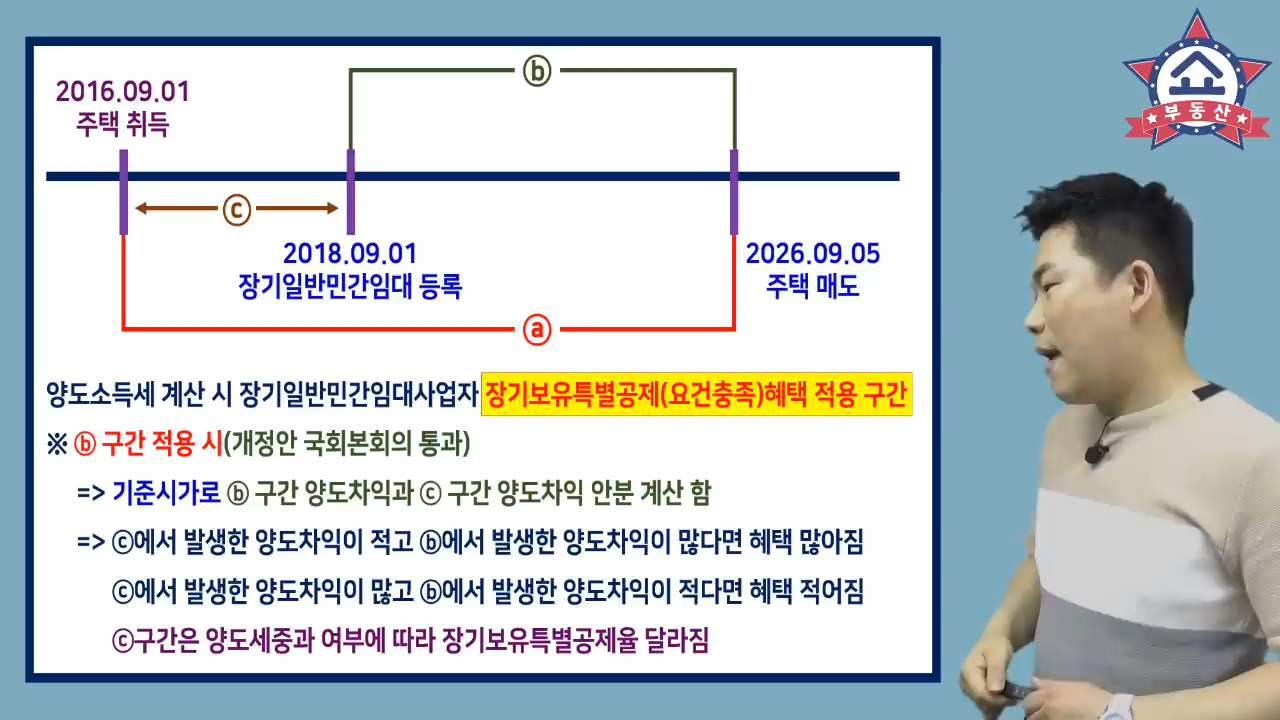 ⓑ
2016.09.01
주택 취득
ⓒ
2018.09.01
장기일반민간임대 등록
2026.09.05
주택 매도
ⓐ
양도소득세 계산 시 장기일반민간임대사업자 장기보유특별공제(요건충족)혜택 적용 구간
※ ⓑ 구간 적용 시(개정안 국회본회의 통과)
=> 기준시가로 ⓑ 구간 양도차익과 ⓒ 구간 양도차익 안분 계산 함
=> ⓒ에서 발생한 양도차익이 적고 ⓑ에서 발생한 양도차익이 많다면 혜택 많아짐
ⓒ에서 발생한 양도차익이 많고 ⓑ에서 발생한 양도차익이 적다면 혜택 적어짐
ⓒ구간은 양도세중과 여부에 따라 장기보유특별공제율 달라짐
부동산